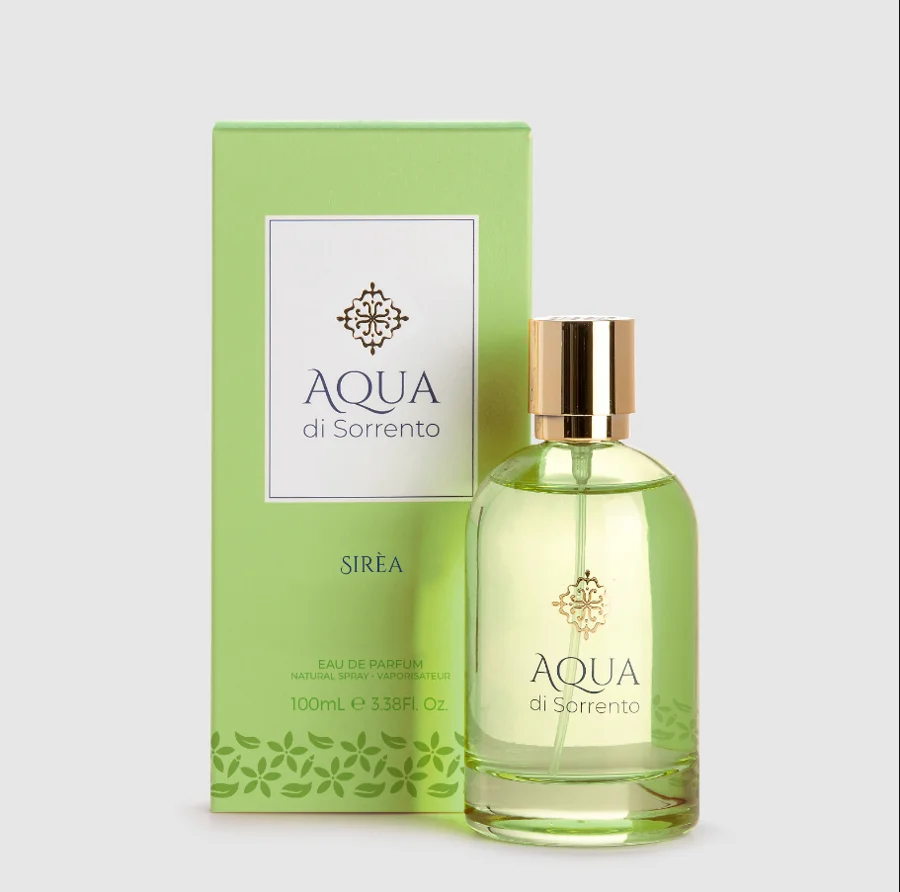 AQUA
di Sorrento
SIRÈA
EAU DE PARFUM
NATURAL SPRAY • VAPORISATEUR
100mL ℮ 3.38Fl. Oz.
AQUA
di Sorrento